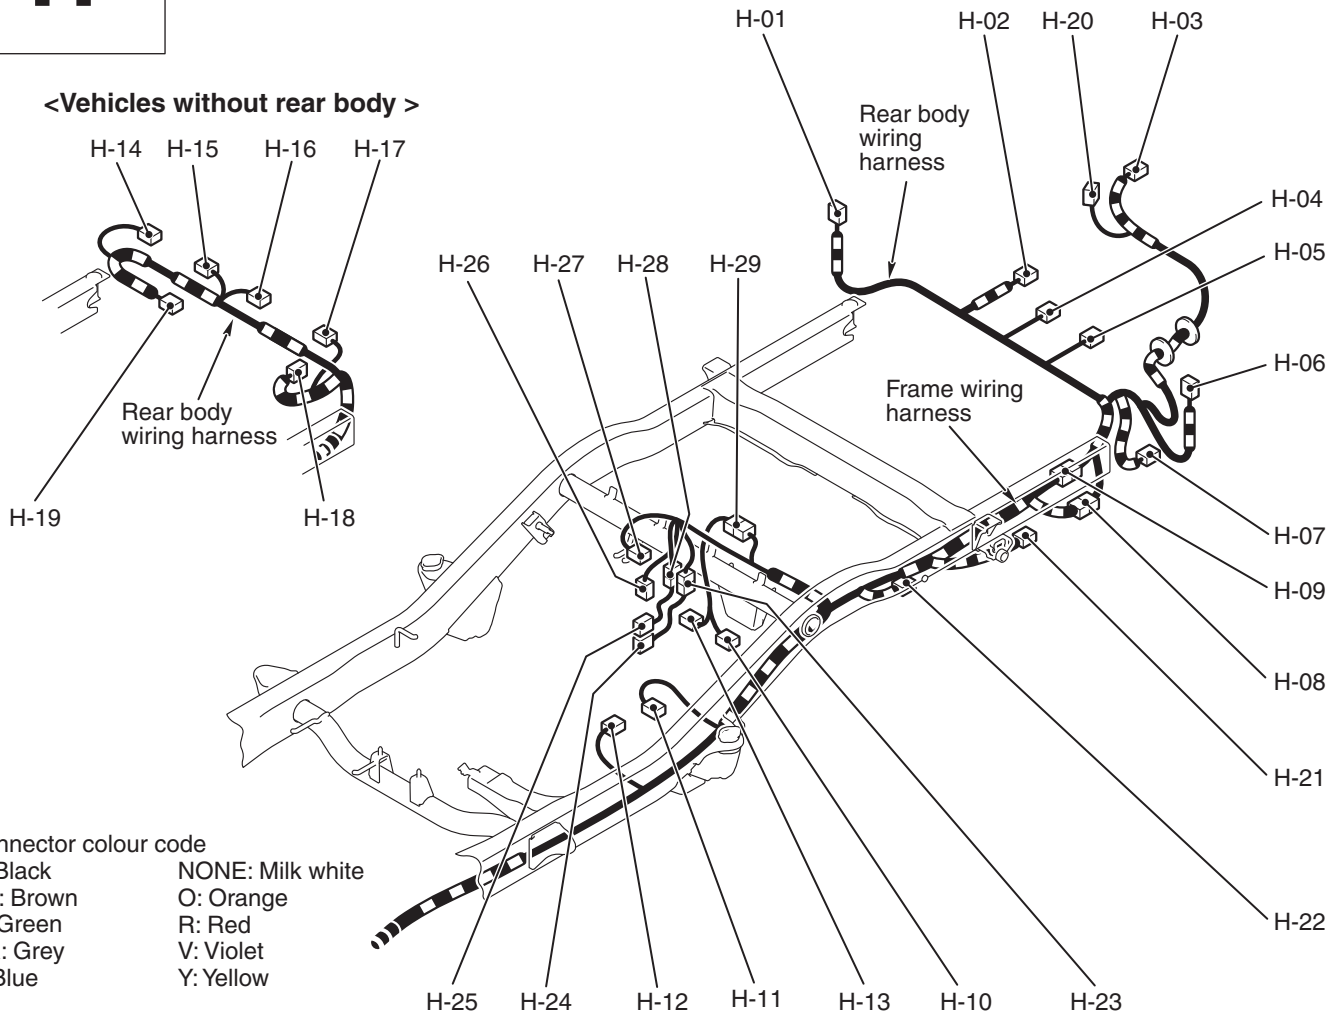 H-01
H-02
H-20
H-03
<Vehicles without rear body >
H-14
H-15
H-16
H-17
Rear body
wiring
harness
H-04
H-05
H-26
H-27
H-28
H-29
H-06
Rear body
wiring harness
Frame wiring
harness
H-19
H-18
H-07
H-09
H-08
H-21
H-22
nnector colour code
Black
NONE: Milk white
: Brown
O: Orange
Green
R: Red
: Grey
V: Violet
Blue
Y: Yellow
H-25
H-24
H-12
H-11
H-13
H-10
H-23